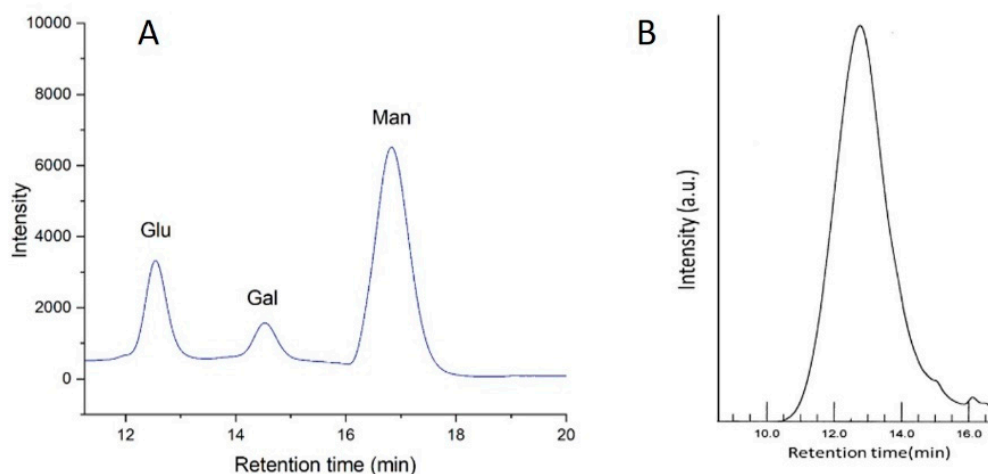 A
10000
8000
6000
4000
2000
0
Intensity
Glu
Gal
Man
12
14
16
18
20
Retention time (min)
B
Intensity (a.u.)
10.0
12.0
14.0
16.0
Retention time(min)